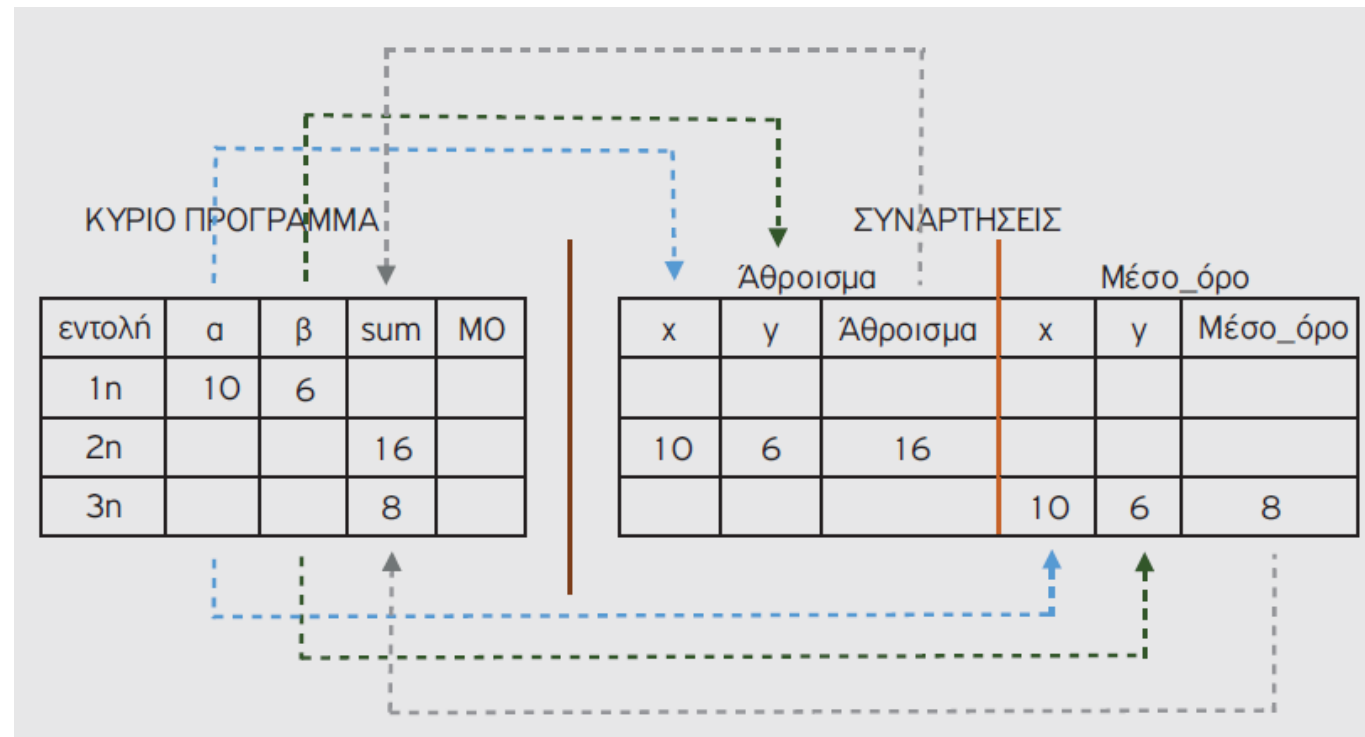 ΚΥΡΙΟ ΠΡΟΓΡΑΜΜΑ ΣΥΝΑΡΤΗΣΕΙΣ
Άθροισμα Μέσο_όρο
εντολή α β sum ΜΟ x y Άθροισμα x y Μέσο_όρο
1η 10 6
2η 16 10 6 16
3η 8 10 6 8